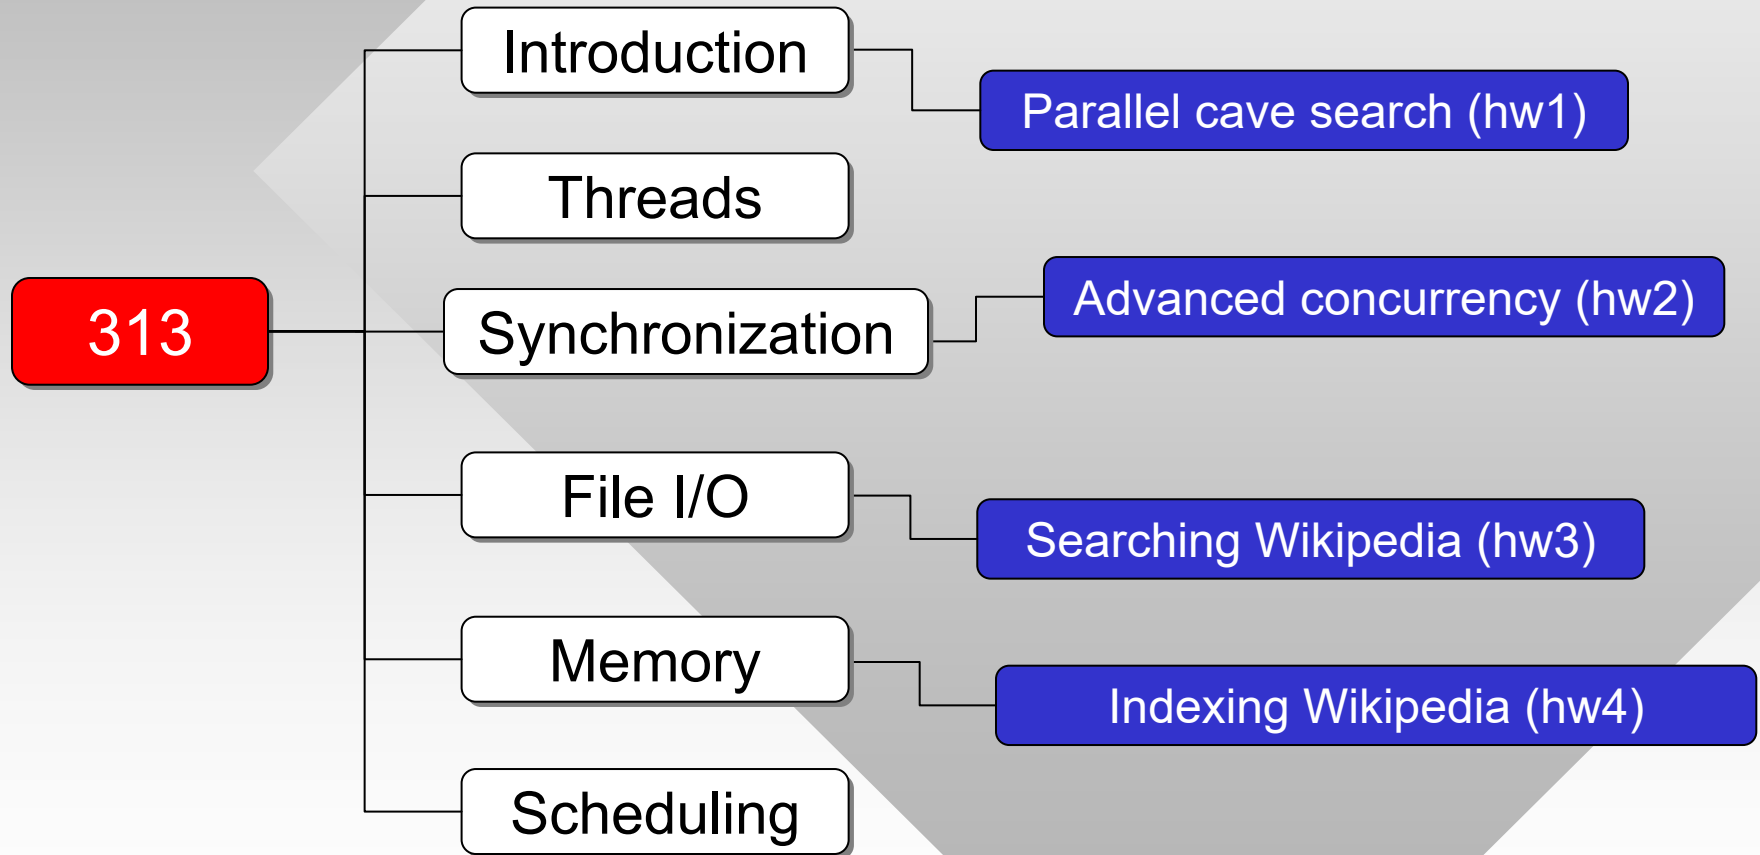 Introduction
Parallel cave search (hw1)
Threads
313
Synchronization
Advanced concurrency (hw2)
File I/O
Searching Wikipedia (hw3)
Memory
Indexing Wikipedia (hw4)
Scheduling